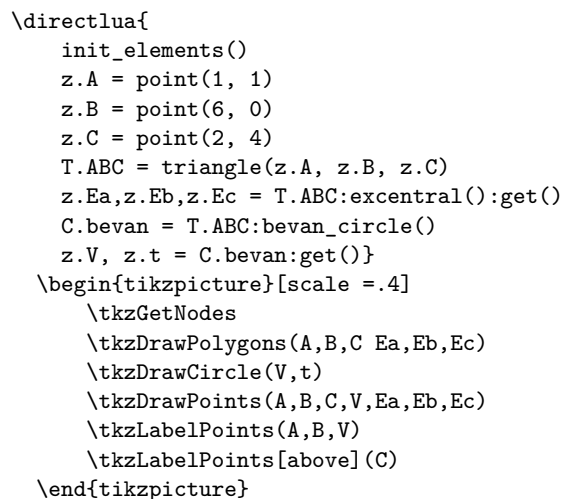 \directlua{
    init_elements()
    z.A = point(1, 1)
    z.B = point(6, 0)
    z.C = point(2, 4)
    T.ABC = triangle(z.A, z.B, z.C)
    z.Ea,z.Eb,z.Ec = T.ABC:excentral():get()
    C.bevan = T.ABC:bevan_circle()
    z.V, z.t = C.bevan:get()}
  \begin{tikzpicture}[scale =.4]
      \tkzGetNodes
      \tkzDrawPolygons(A,B,C Ea,Eb,Ec)
      \tkzDrawCircle(V,t)
      \tkzDrawPoints(A,B,C,V,Ea,Eb,Ec)
      \tkzLabelPoints(A,B,V)
      \tkzLabelPoints[above](C)
  \end{tikzpicture}